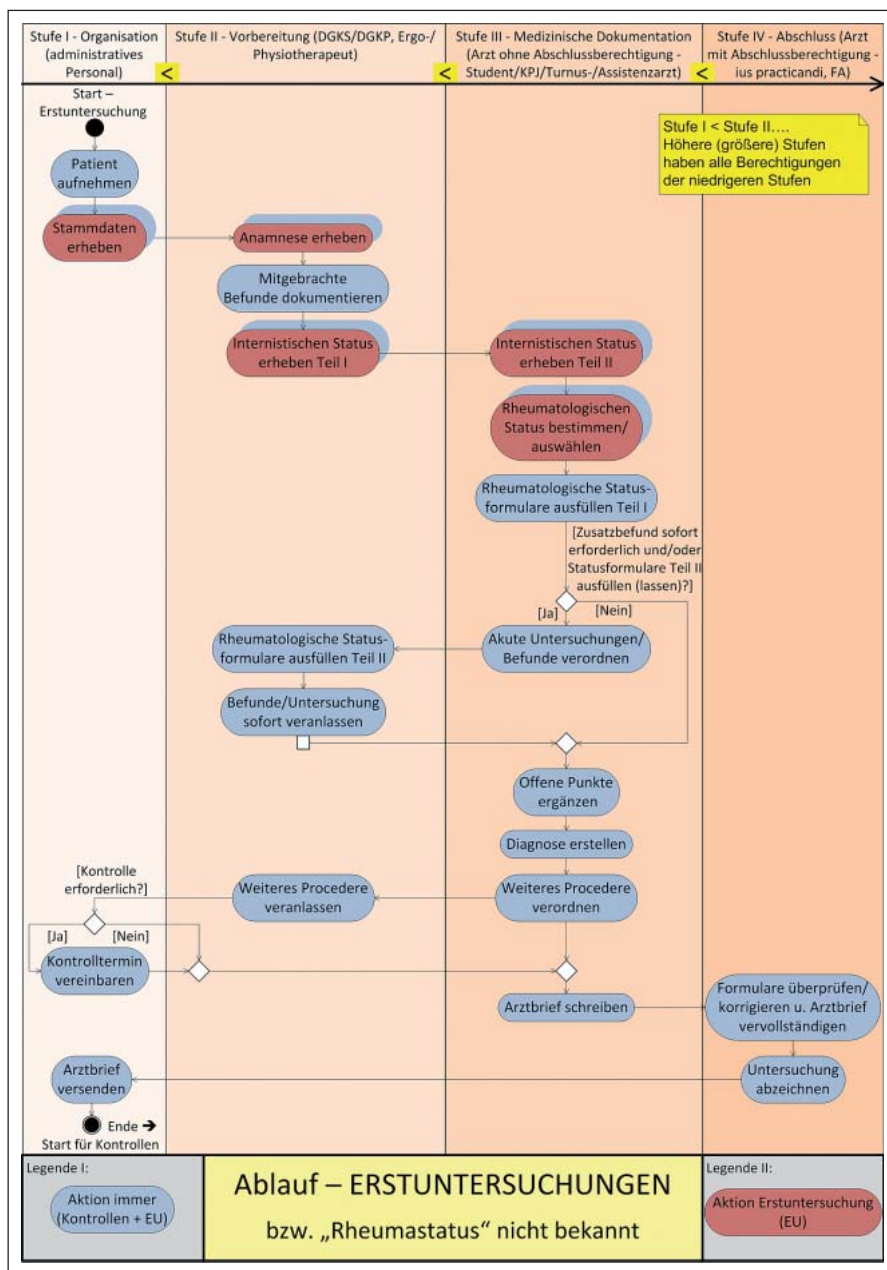 Stufe I - Organisation
(administratives
Personal)
<
Stufe II - Vorbereitung (DGKS/DGKP, Ergo-/
Physiotherapeut)
<
Stufe III - Medizinische Dokumentation
(Arzt ohne Abschlussberechtigung -
Student/KPJ/Turnus-/Assistenzarzt)
<
Stufe IV - Abschluss (Arzt
mit Abschlussberechtigung -
ius practicandi, FA)
Start –
Erstuntersuchung
Stufe I < Stufe II....
Höhere (größere) Stufen
haben alle Berechtigungen
der niedrigeren Stufen
Patient
aufnehmen
Stammdaten
erheben
Anamnese erheben
Mitgebrachte
Befunde dokumentieren
Internistischen Status
erheben Teil I
Internistischen Status
erheben Teil II
Rheumatologischen
Status bestimmen/
auswählen
Rheumatologische Status-
formulare ausfüllen Teil I
[Zusatzbefund sofort
erforderlich und/oder
Statusformulare Teil II
ausfüllen (lassen)?]
[Ja]
[Nein]
Akute Untersuchungen/
Befunde verordnen
Rheumatologische Status-
formulare ausfüllen Teil II
Befunde/Untersuchung
sofort veranlassen
Offene Punkte
ergänzen
Diagnose erstellen
Weiteres Procedere
verordnen
Weiteres Procedere
veranlassen
[Kontrolle
erforderlich?]
[Ja]
[Nein]
Kontrolltermin
vereinbaren
Arztbrief schreiben
Formulare überprüfen/
korrigieren u. Arztbrief
vervollständigen
Untersuchung
abzeichnen
Arztbrief
versenden
Ende ➔
Start für Kontrollen
Legende I:
Aktion immer
(Kontrollen + EU)
Ablauf – ERSTUNTERSUCHUNGEN
bzw. „Rheumastatus“ nicht bekannt
Legende II:
Aktion Erstuntersuchung
(EU)